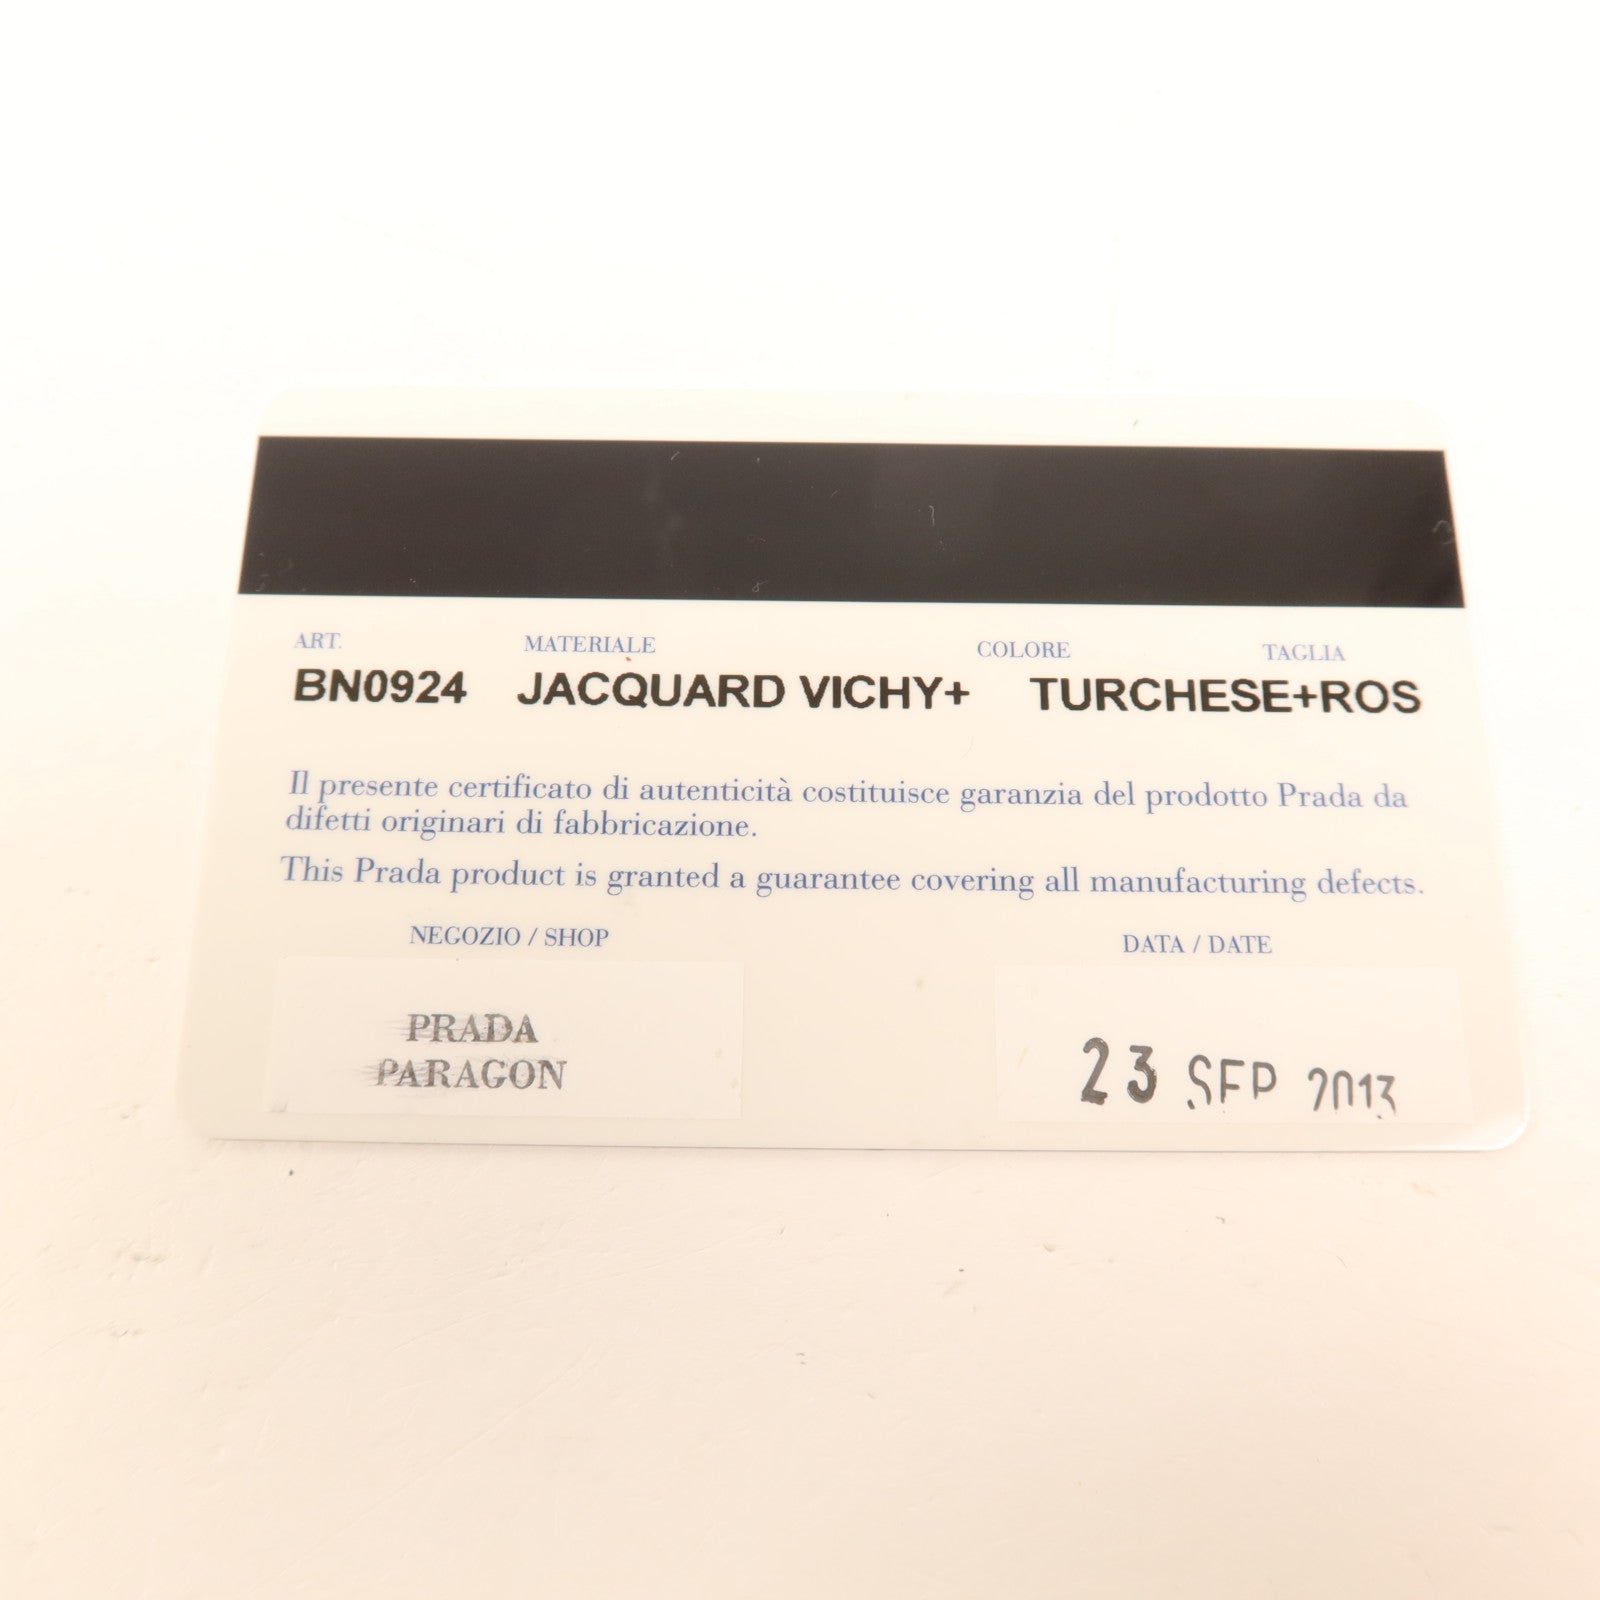 ART. MATERIALE COLORE TAGLIA
BN0924 JACQUARD VICHY+ TURCHESE+ROS
Il presente certificato di autenticità costituisce garanzia del prodotto Prada da
difetti originari di fabbricazione.
This Prada product is granted a guarantee covering all manufacturing defects.
NEGOZIO / SHOP DATA / DATE
PRADA
PARAGON
23 SEP 2013